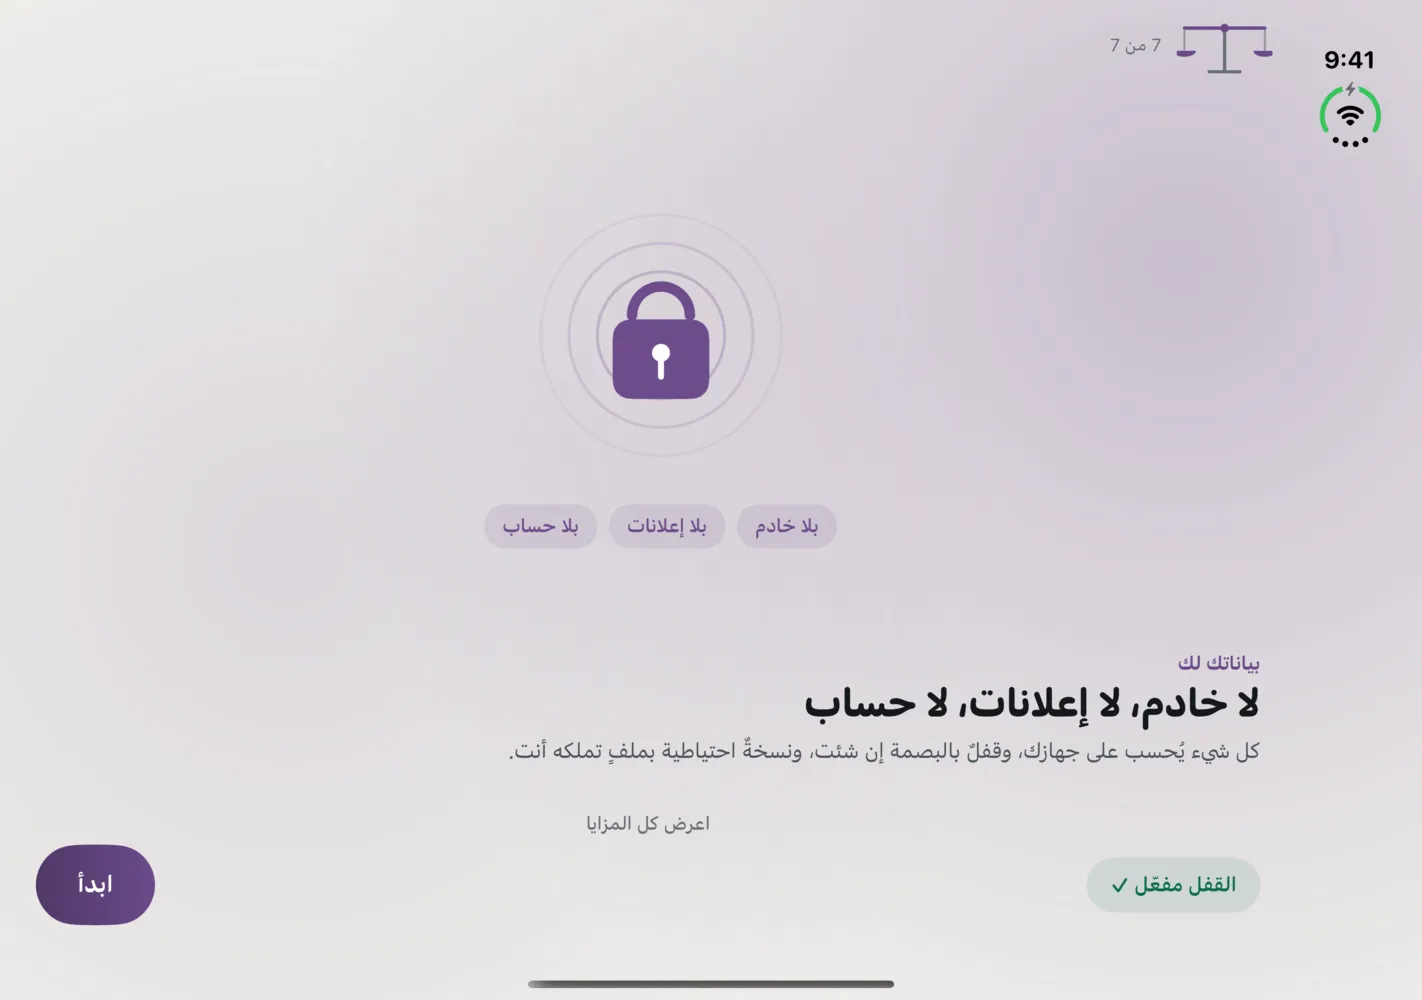 9:41
7 من 7
بلا خادم
بلا إعلانات
بلا حساب
بياناتك لك
لا خادم، لا إعلانات، لا حساب
كل شيء يُحسب على جهازك، وقفلٌ بالبصمة إن شئت، ونسخةٌ احتياطية بملفٍ تملكه أنت.
اعرض كل المزايا
القفل مفعّل ✓
ابدأ